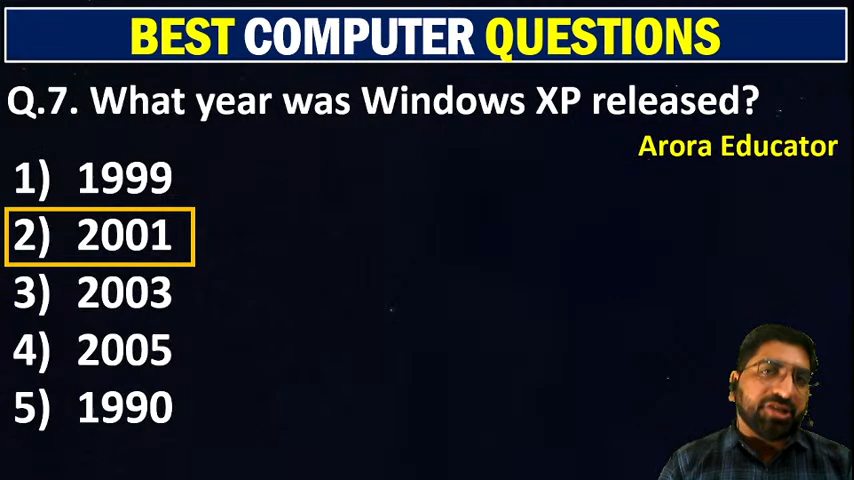 BEST COMPUTER QUESTIONS
Q.7. What year was Windows XP released?
Arora Educator
1) 1999
2) 2001
3) 2003
4) 2005
5) 1990